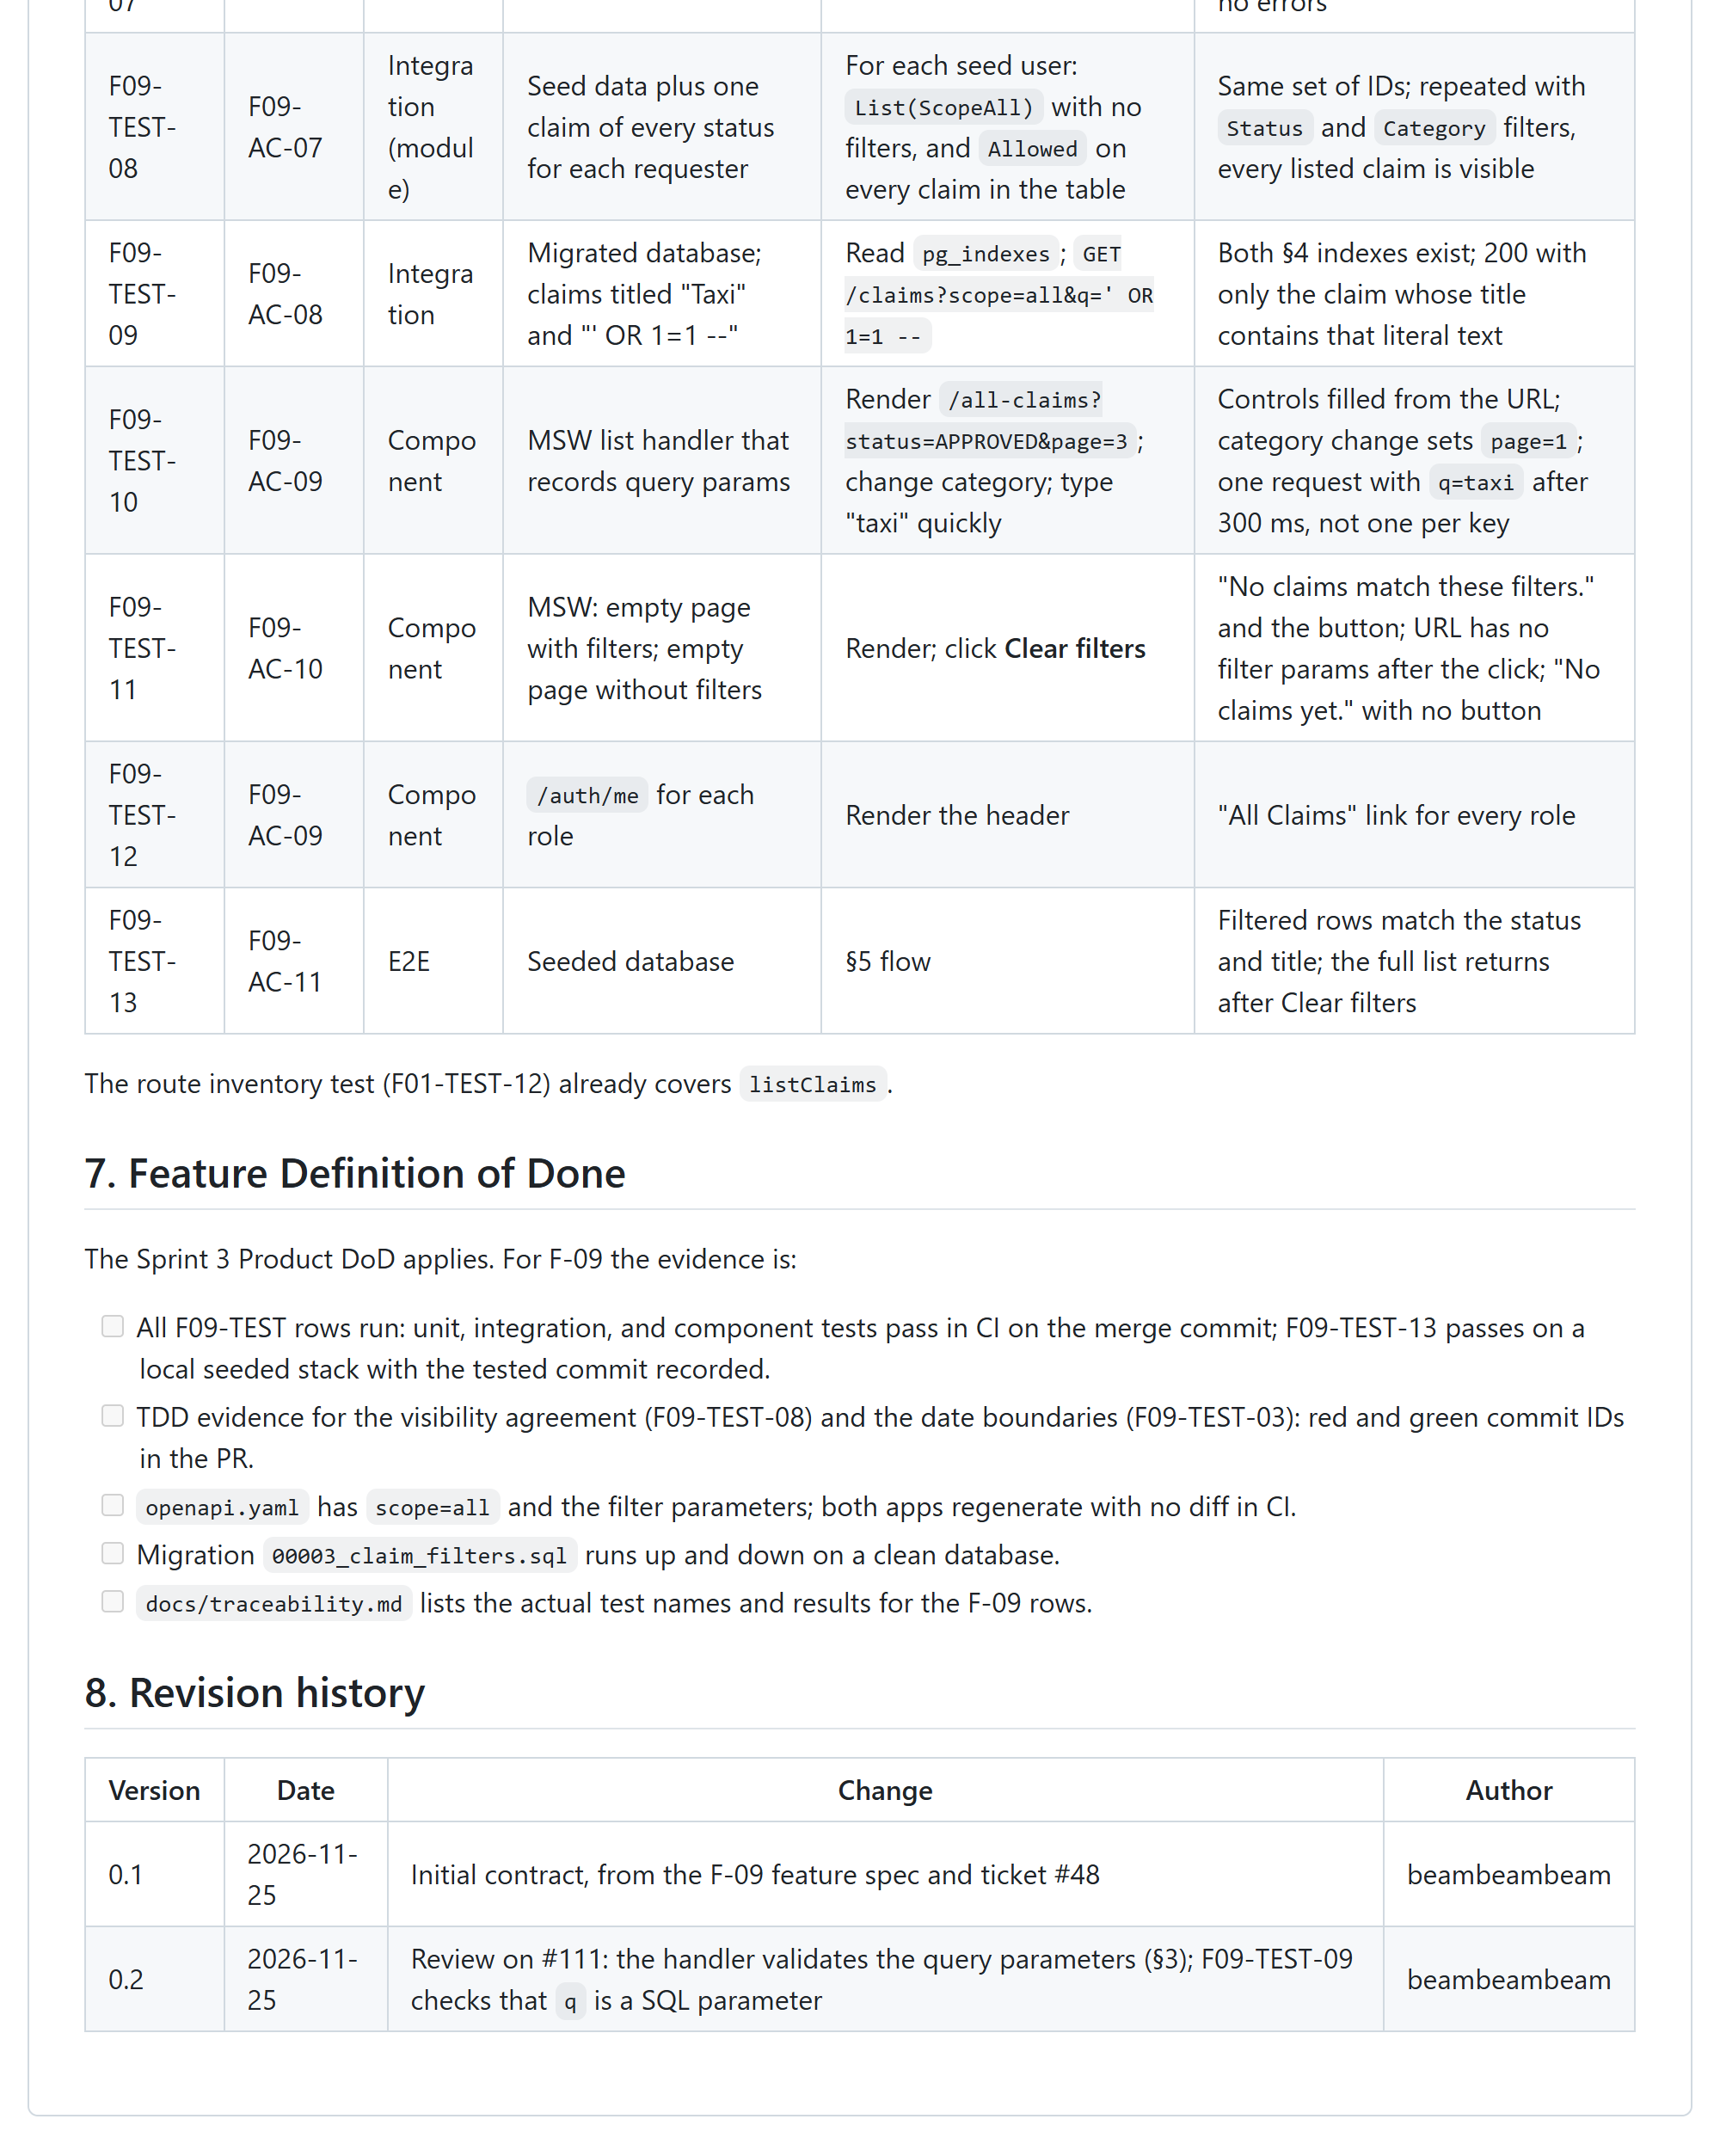 07
no errors
F09-
TEST-
08
F09-
AC-07
Integra
tion
(modul
e)
Seed data plus one
claim of every status
for each requester
For each seed user:
List(ScopeAll) with no
filters, and Allowed on
every claim in the table
Same set of IDs; repeated with
Status and Category filters,
every listed claim is visible
F09-
TEST-
09
F09-
AC-08
Integra
tion
Migrated database;
claims titled "Taxi"
and "' OR 1=1 --"
Read pg_indexes; GET
/claims?scope=all&q=' OR
1=1 --
Both §4 indexes exist; 200 with
only the claim whose title
contains that literal text
F09-
TEST-
10
F09-
AC-09
Compo
nent
MSW list handler that
records query params
Render /all-claims?
status=APPROVED&page=3;
change category; type
"taxi" quickly
Controls filled from the URL;
category change sets page=1;
one request with q=taxi after
300 ms, not one per key
F09-
TEST-
11
F09-
AC-10
Compo
nent
MSW: empty page
with filters; empty
page without filters
Render; click Clear filters
"No claims match these filters."
and the button; URL has no
filter params after the click; "No
claims yet." with no button
F09-
TEST-
12
F09-
AC-09
Compo
nent
/auth/me for each
role
Render the header
"All Claims" link for every role
F09-
TEST-
13
F09-
AC-11
E2E
Seeded database
§5 flow
Filtered rows match the status
and title; the full list returns
after Clear filters
The route inventory test (F01-TEST-12) already covers listClaims.
7. Feature Definition of Done
The Sprint 3 Product DoD applies. For F-09 the evidence is:
All F09-TEST rows run: unit, integration, and component tests pass in CI on the merge commit; F09-TEST-13 passes on a
local seeded stack with the tested commit recorded.
TDD evidence for the visibility agreement (F09-TEST-08) and the date boundaries (F09-TEST-03): red and green commit IDs
in the PR.
openapi.yaml has scope=all and the filter parameters; both apps regenerate with no diff in CI.
Migration 00003_claim_filters.sql runs up and down on a clean database.
docs/traceability.md lists the actual test names and results for the F-09 rows.
8. Revision history
Version
Date
Change
Author
0.1
2026-11-
25
Initial contract, from the F-09 feature spec and ticket #48
beambeambeam
0.2
2026-11-
25
Review on #111: the handler validates the query parameters (§3); F09-TEST-09
checks that q is a SQL parameter
beambeambeam